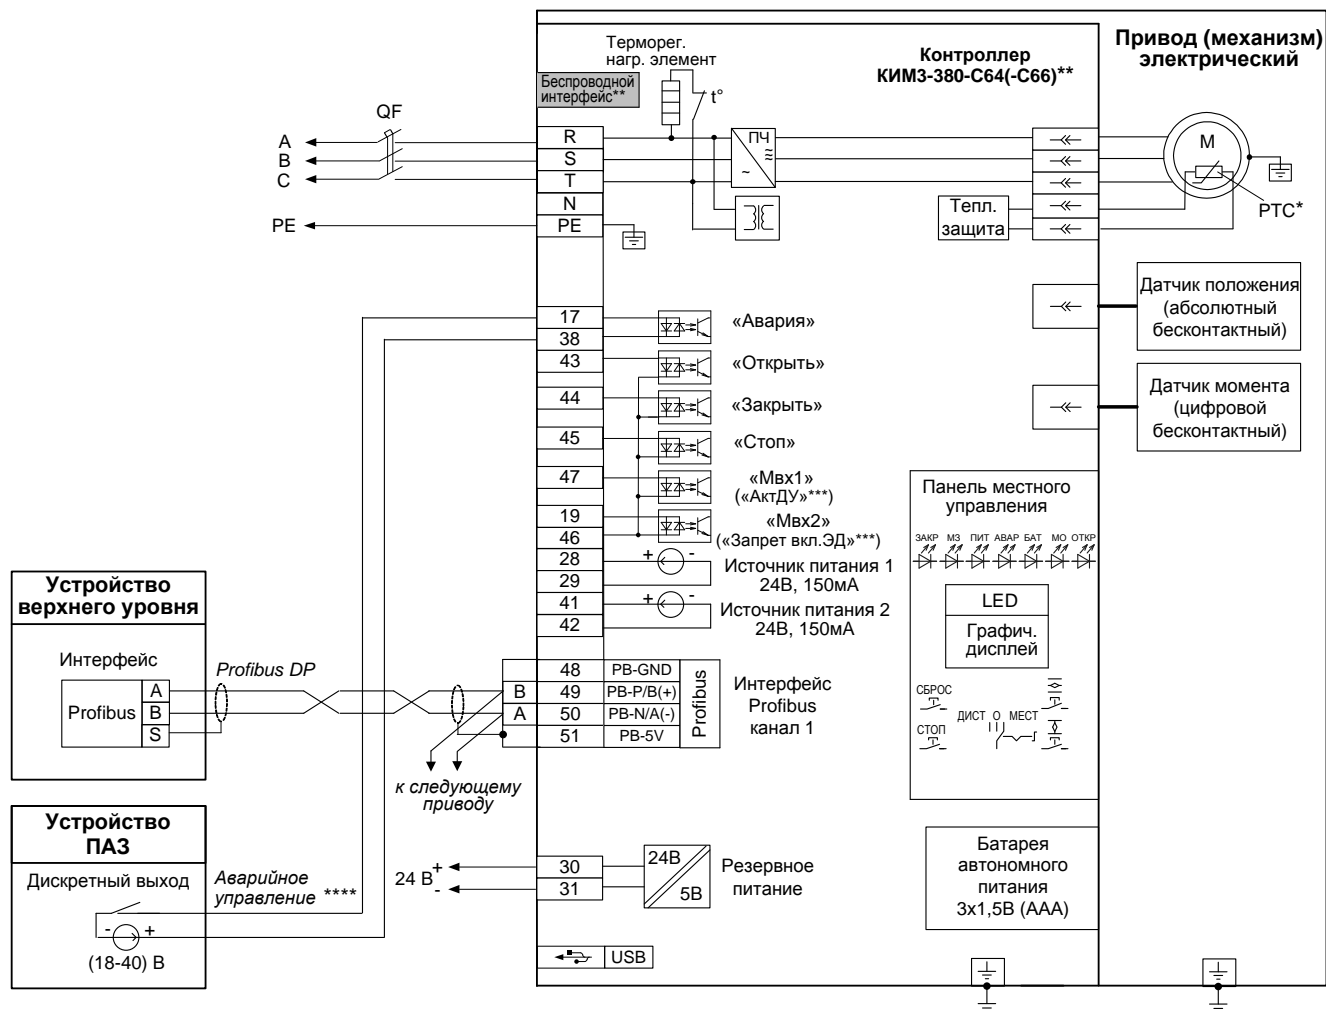 Привод (механизм)
электрический
Контроллер
КИМ3-380-С64(-С66)**
Терморег.
нагр. элемент
t°
Беспроводной
интерфейс**
QF
A
B
C
PE
R
S
T
N
PE
ПЧ
≈
~
M
PTC*
Тепл.
защита
Датчик положения
(абсолютный
бесконтактный)
Датчик момента
(цифровой
бесконтактный)
17
38
43
44
45
47
19
46
28
29
41
42
«Авария»
«Открыть»
«Закрыть»
«Стоп»
«Мвх1»
(«АктДУ»***)
«Мвх2»
(«Запрет вкл.ЭД»***)
+ -
Источник питания 1
24В, 150мА
+ -
Источник питания 2
24В, 150мА
Панель местного
управления
ЗАКР МЗ ПИТ АВАР БАТ МО ОТКР
LED
Графич.
дисплей
СБРОС
СТОП
ДИСТ О МЕСТ
Устройство
верхнего уровня
Интерфейс
Profibus
A
B
S
Profibus DP
B
A
48 PB-GND
49 PB-P/B(+)
50 PB-N/A(-)
51 PB-5V
Profibus
Интерфейс
Profibus
канал 1
к следующему
приводу
Устройство
ПАЗ
Дискретный выход
- +
(18-40) В
Аварийное
управление ****
24 В
+
-
30
31
24В
5В
Резервное
питание
Батарея
автономного
питания
3х1,5В (ААА)
USB